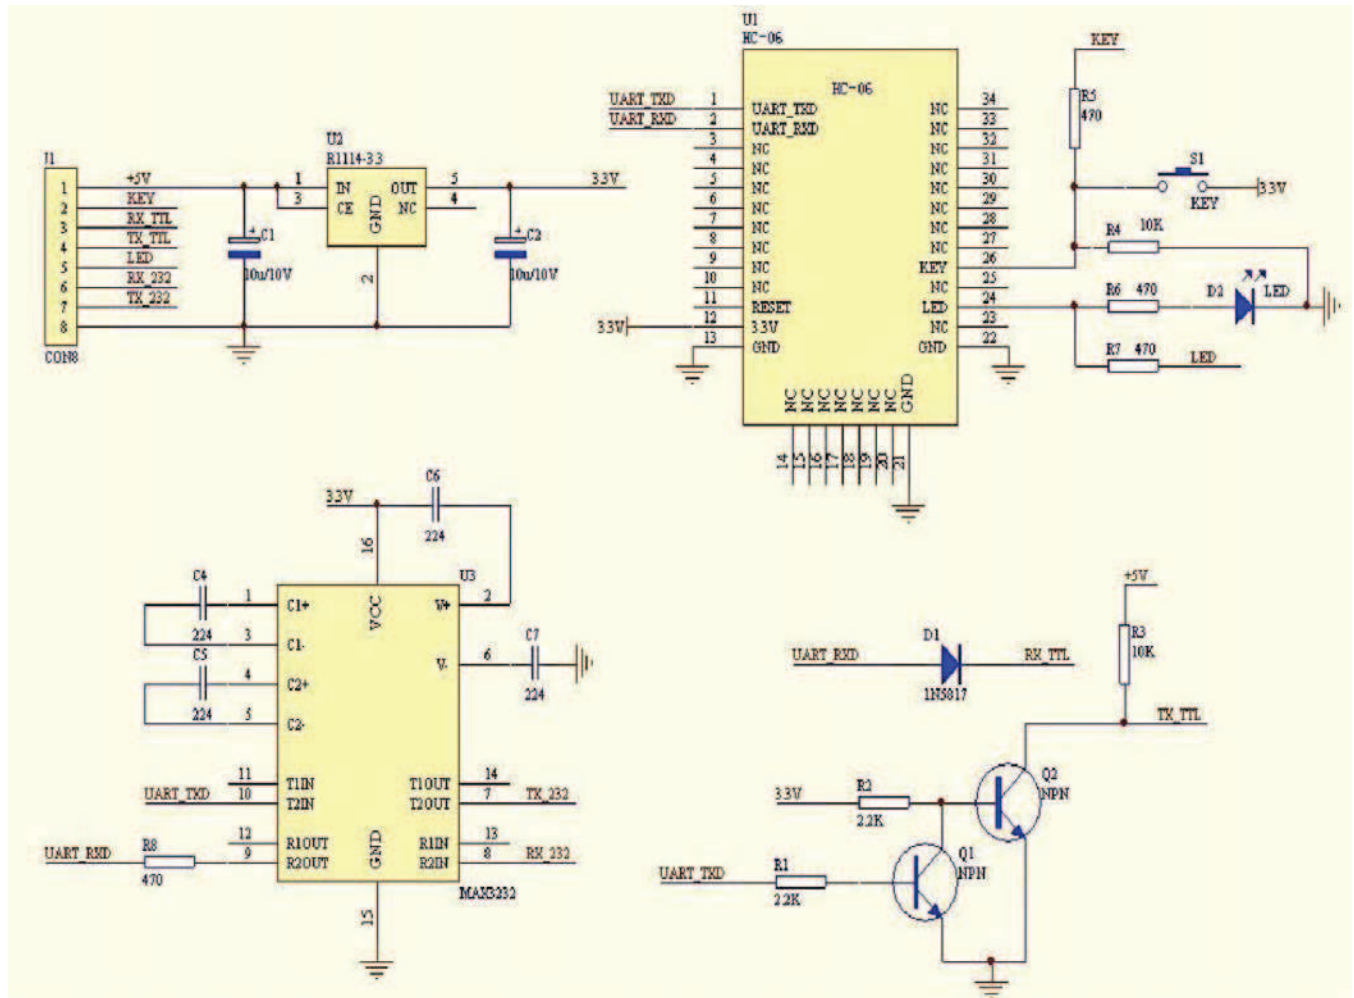 U1
HC-06
HC-06
UART_TXD 1 UART_TXD
UART_RXD 2 UART_RXD
3 NC
4 NC
5 NC
6 NC
7 NC
8 NC
9 NC
10 NC
11 RESET
3.3V 12 3.3V
13 GND
NC 34
NC 33
NC 32
NC 31
NC 30
NC 29
NC 28
NC 27
KEY 26
NC 25
LED 24
NC 23
GND 22
NC NC NC NC NC NC NC GND
14 15 16 17 18 19 20 21
KEY
R5
470
S1
KEY
3.3V
R4 10K
R6 470 D2 LED
R7 470 LED
J1
1 +5V
2 KEY
3 RX_TTL
4 TX_TTL
5 LED
6 RX_232
7 TX_232
8
CON8
U2
R1114-3.3
1 IN OUT 5 3.3V
3 CE NC 4
GND
2
+ C1
10u/10V
+ C2
10u/10V
3.3V
C6
224
16
U3
VCC
C4
224
1 C1+
3 C1-
C5
224
4 C2+
5 C2-
V+ 2
V- 6
C7
224
11 T1IN T1OUT 14
UART_TXD 10 T2IN T2OUT 7 TX_232
12 R1OUT R1IN 13
UART_RXD R8 9 R2OUT R2IN 8 RX_232
470
GND
MAX3232
15
+5V
R3
10K
UART_RXD D1 RX_TTL
1N5817
TX_TTL
Q2
NPN
3.3V R2
2.2K
Q1
NPN
UART_TXD R1
2.2K